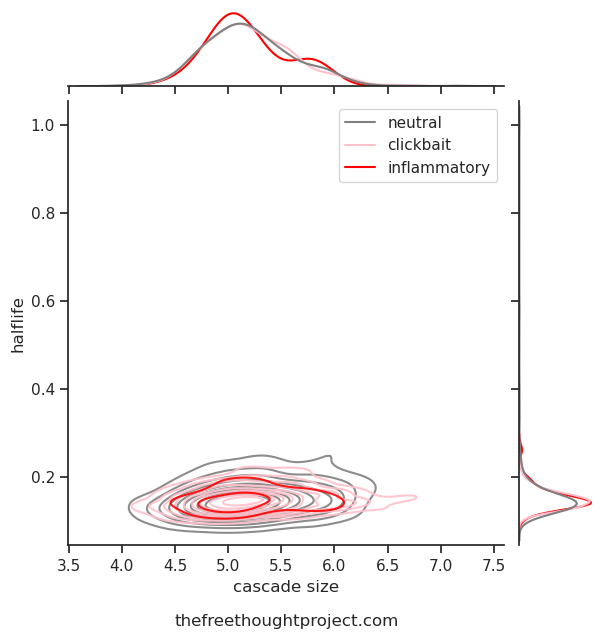 neutral
clickbait
inflammatory
1.0
0.8
0.6
0.4
0.2
halflife
3.5 4.0 4.5 5.0 5.5 6.0 6.5 7.0 7.5
cascade size
thefreethoughtproject.com